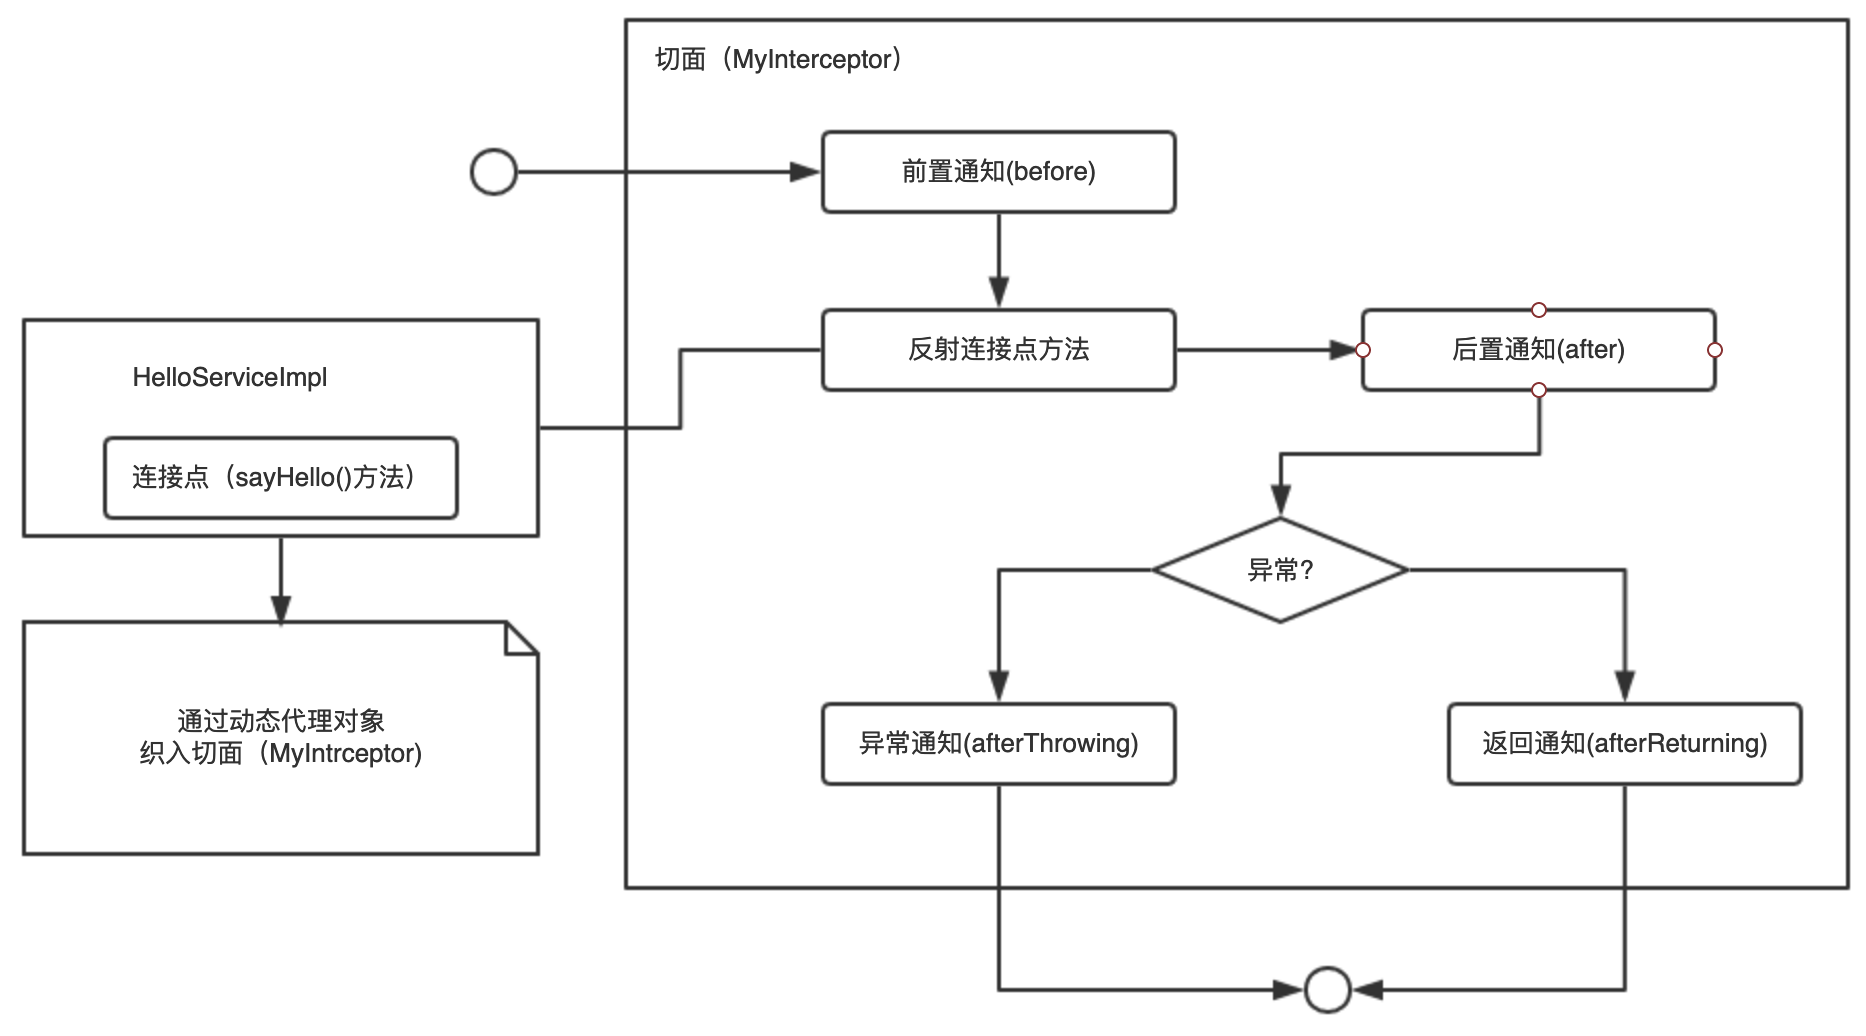 切面（MyInterceptor）
前置通知(before)
反射连接点方法
后置通知(after)
HelloServiceImpl
连接点（sayHello()方法）
异常?
通过动态代理对象
织入切面（MyIntrceptor)
异常通知(afterThrowing)
返回通知(afterReturning)